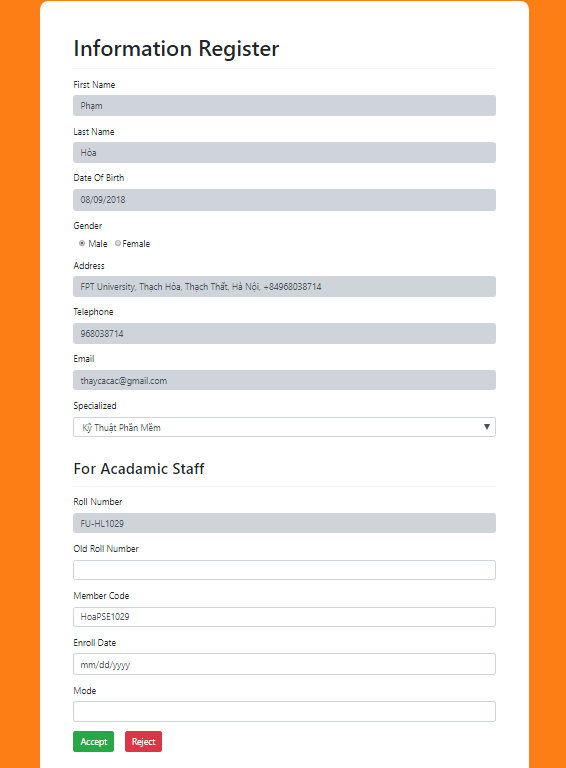 Information Register
First Name
Phạm
Last Name
Hòa
Date Of Birth
08/09/2018
Gender
Male Female
Address
FPT University, Thạch Hòa, Thạch Thất, Hà Nội, +84968038714
Telephone
968038714
Email
thaycacac@gmail.com
Specialized
Kỹ Thuật Phần Mềm
For Acadamic Staff
Roll Number
FU-HL1029
Old Roll Number
Member Code
HoaPSE1029
Enroll Date
mm/dd/yyyy
Mode
Accept Reject